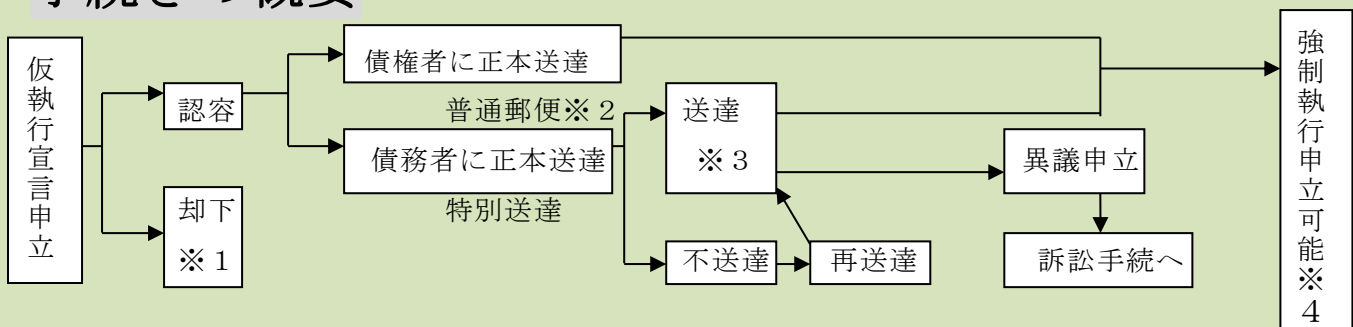 手続きの概要
仮執行宣言申立
認容
却下
※1
債権者に正本送達
普通郵便※2
債務者に正本送達
特別送達
送達
※3
不送達
再送達
異議申立
訴訟手続へ
強制執行申立可能※4